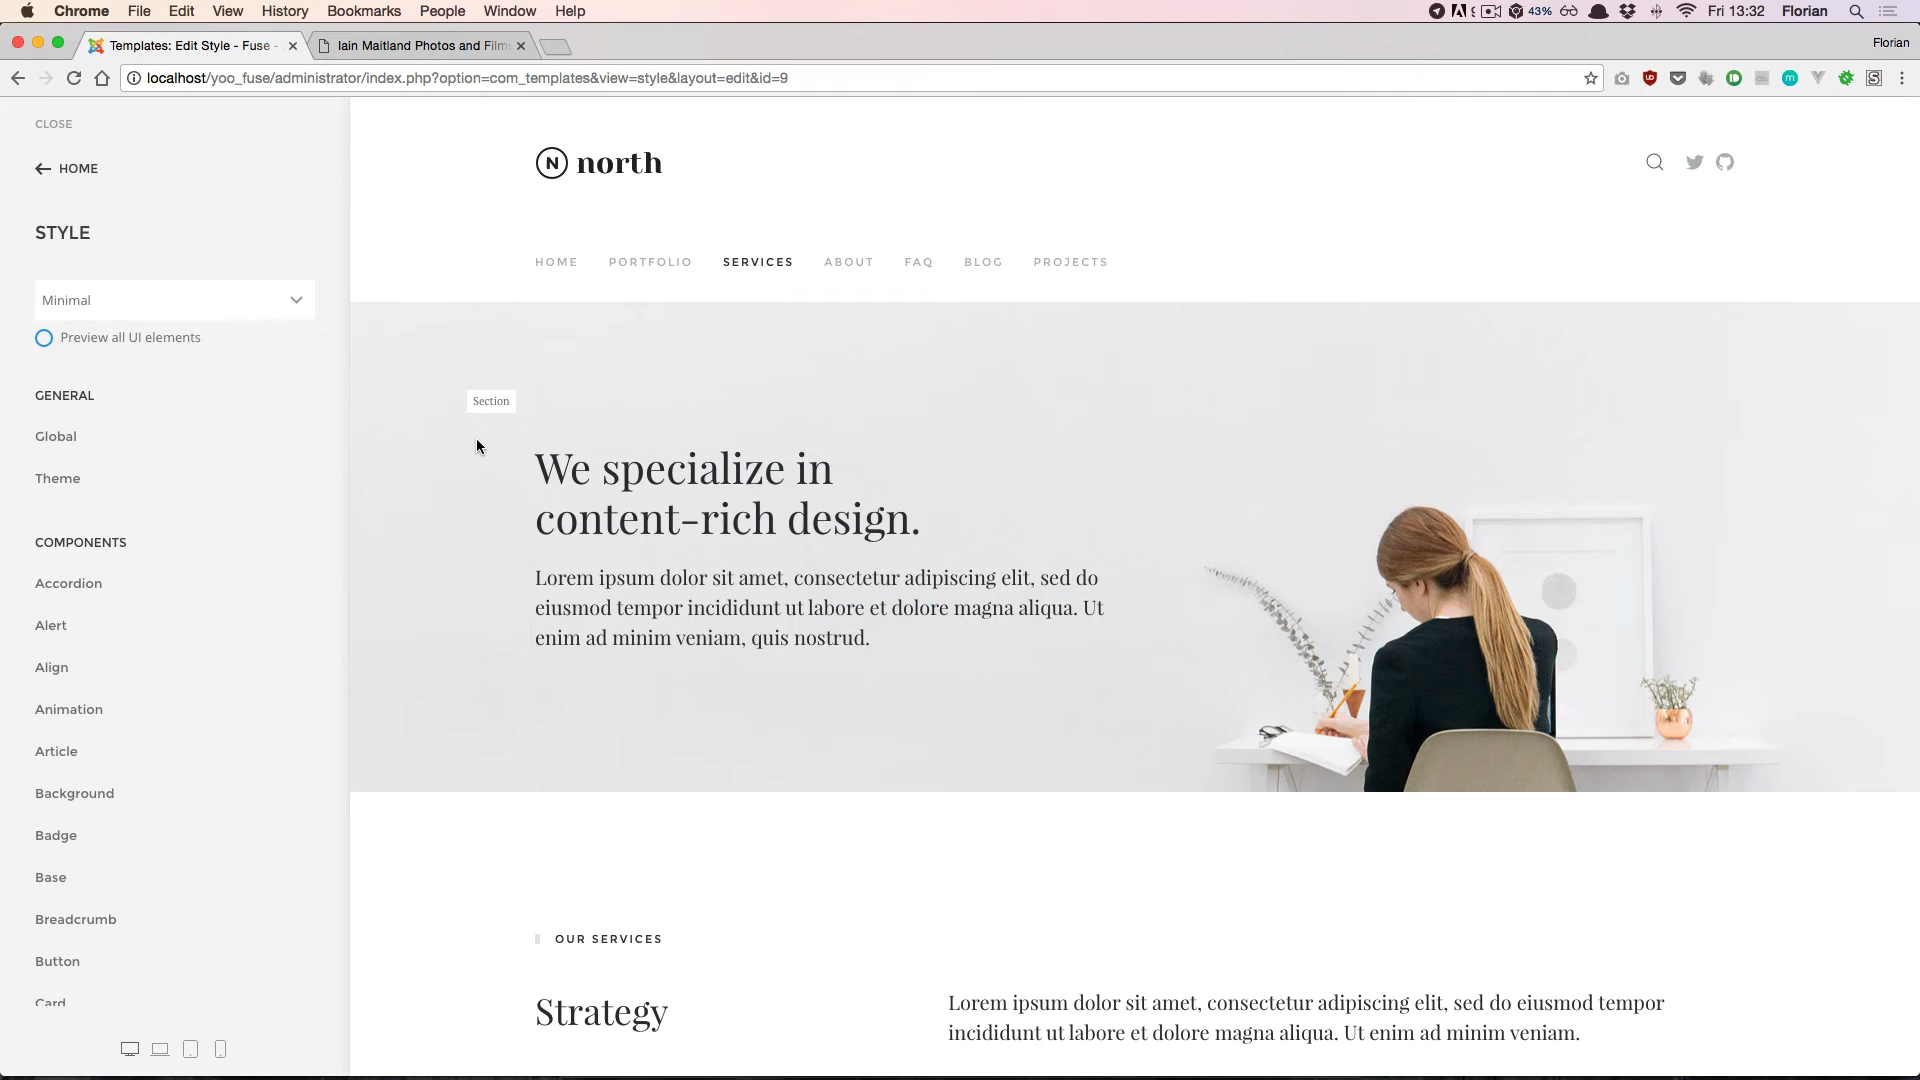 Chrome File Edit View History Bookmarks People Window Help
43% Fri 13:32 Florian
Templates: Edit Style - Fuse -
Iain Maitland Photos and Film
Florian
localhost/yoo_fuse/administrator/index.php?option=com_templates&view=style&layout=edit&id=9
CLOSE
HOME
STYLE
Minimal
Preview all UI elements
GENERAL
Global
Theme
COMPONENTS
Accordion
Alert
Align
Animation
Article
Background
Badge
Base
Breadcrumb
Button
Card
N north
HOME PORTFOLIO SERVICES ABOUT FAQ BLOG PROJECTS
Section
We specialize in
content-rich design.
Lorem ipsum dolor sit amet, consectetur adipiscing elit, sed do
eiusmod tempor incididunt ut labore et dolore magna aliqua. Ut
enim ad minim veniam, quis nostrud.
OUR SERVICES
Strategy
Lorem ipsum dolor sit amet, consectetur adipiscing elit, sed do eiusmod tempor
incididunt ut labore et dolore magna aliqua. Ut enim ad minim veniam.